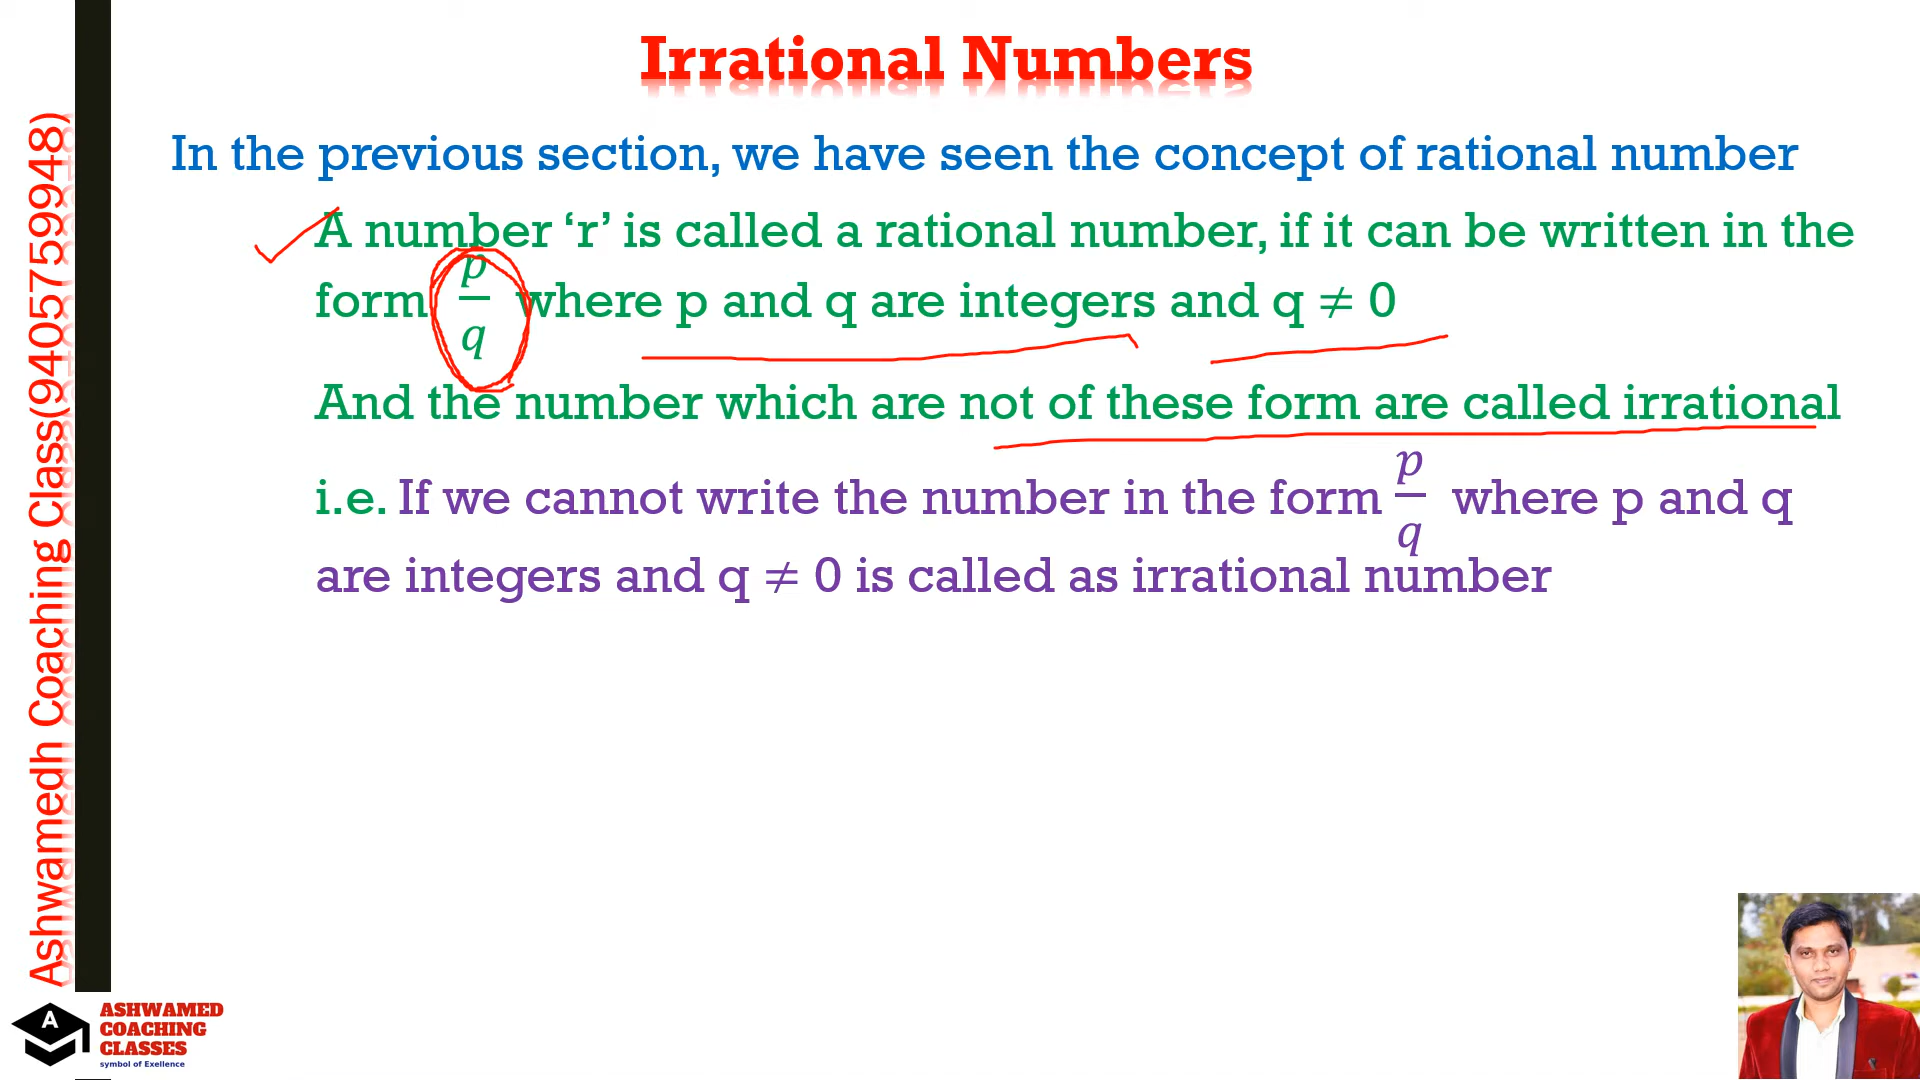 Irrational Numbers
In the previous section, we have seen the concept of rational number
A number ‘r’ is called a rational number, if it can be written in the
form p/q where p and q are integers and q ≠ 0
And the number which are not of these form are called irrational
i.e. If we cannot write the number in the form p/q where p and q
are integers and q ≠ 0 is called as irrational number
Ashwamedh Coaching Class(9405759948)
A
ASHWAMED
COACHING
CLASSES
symbol of Exellence